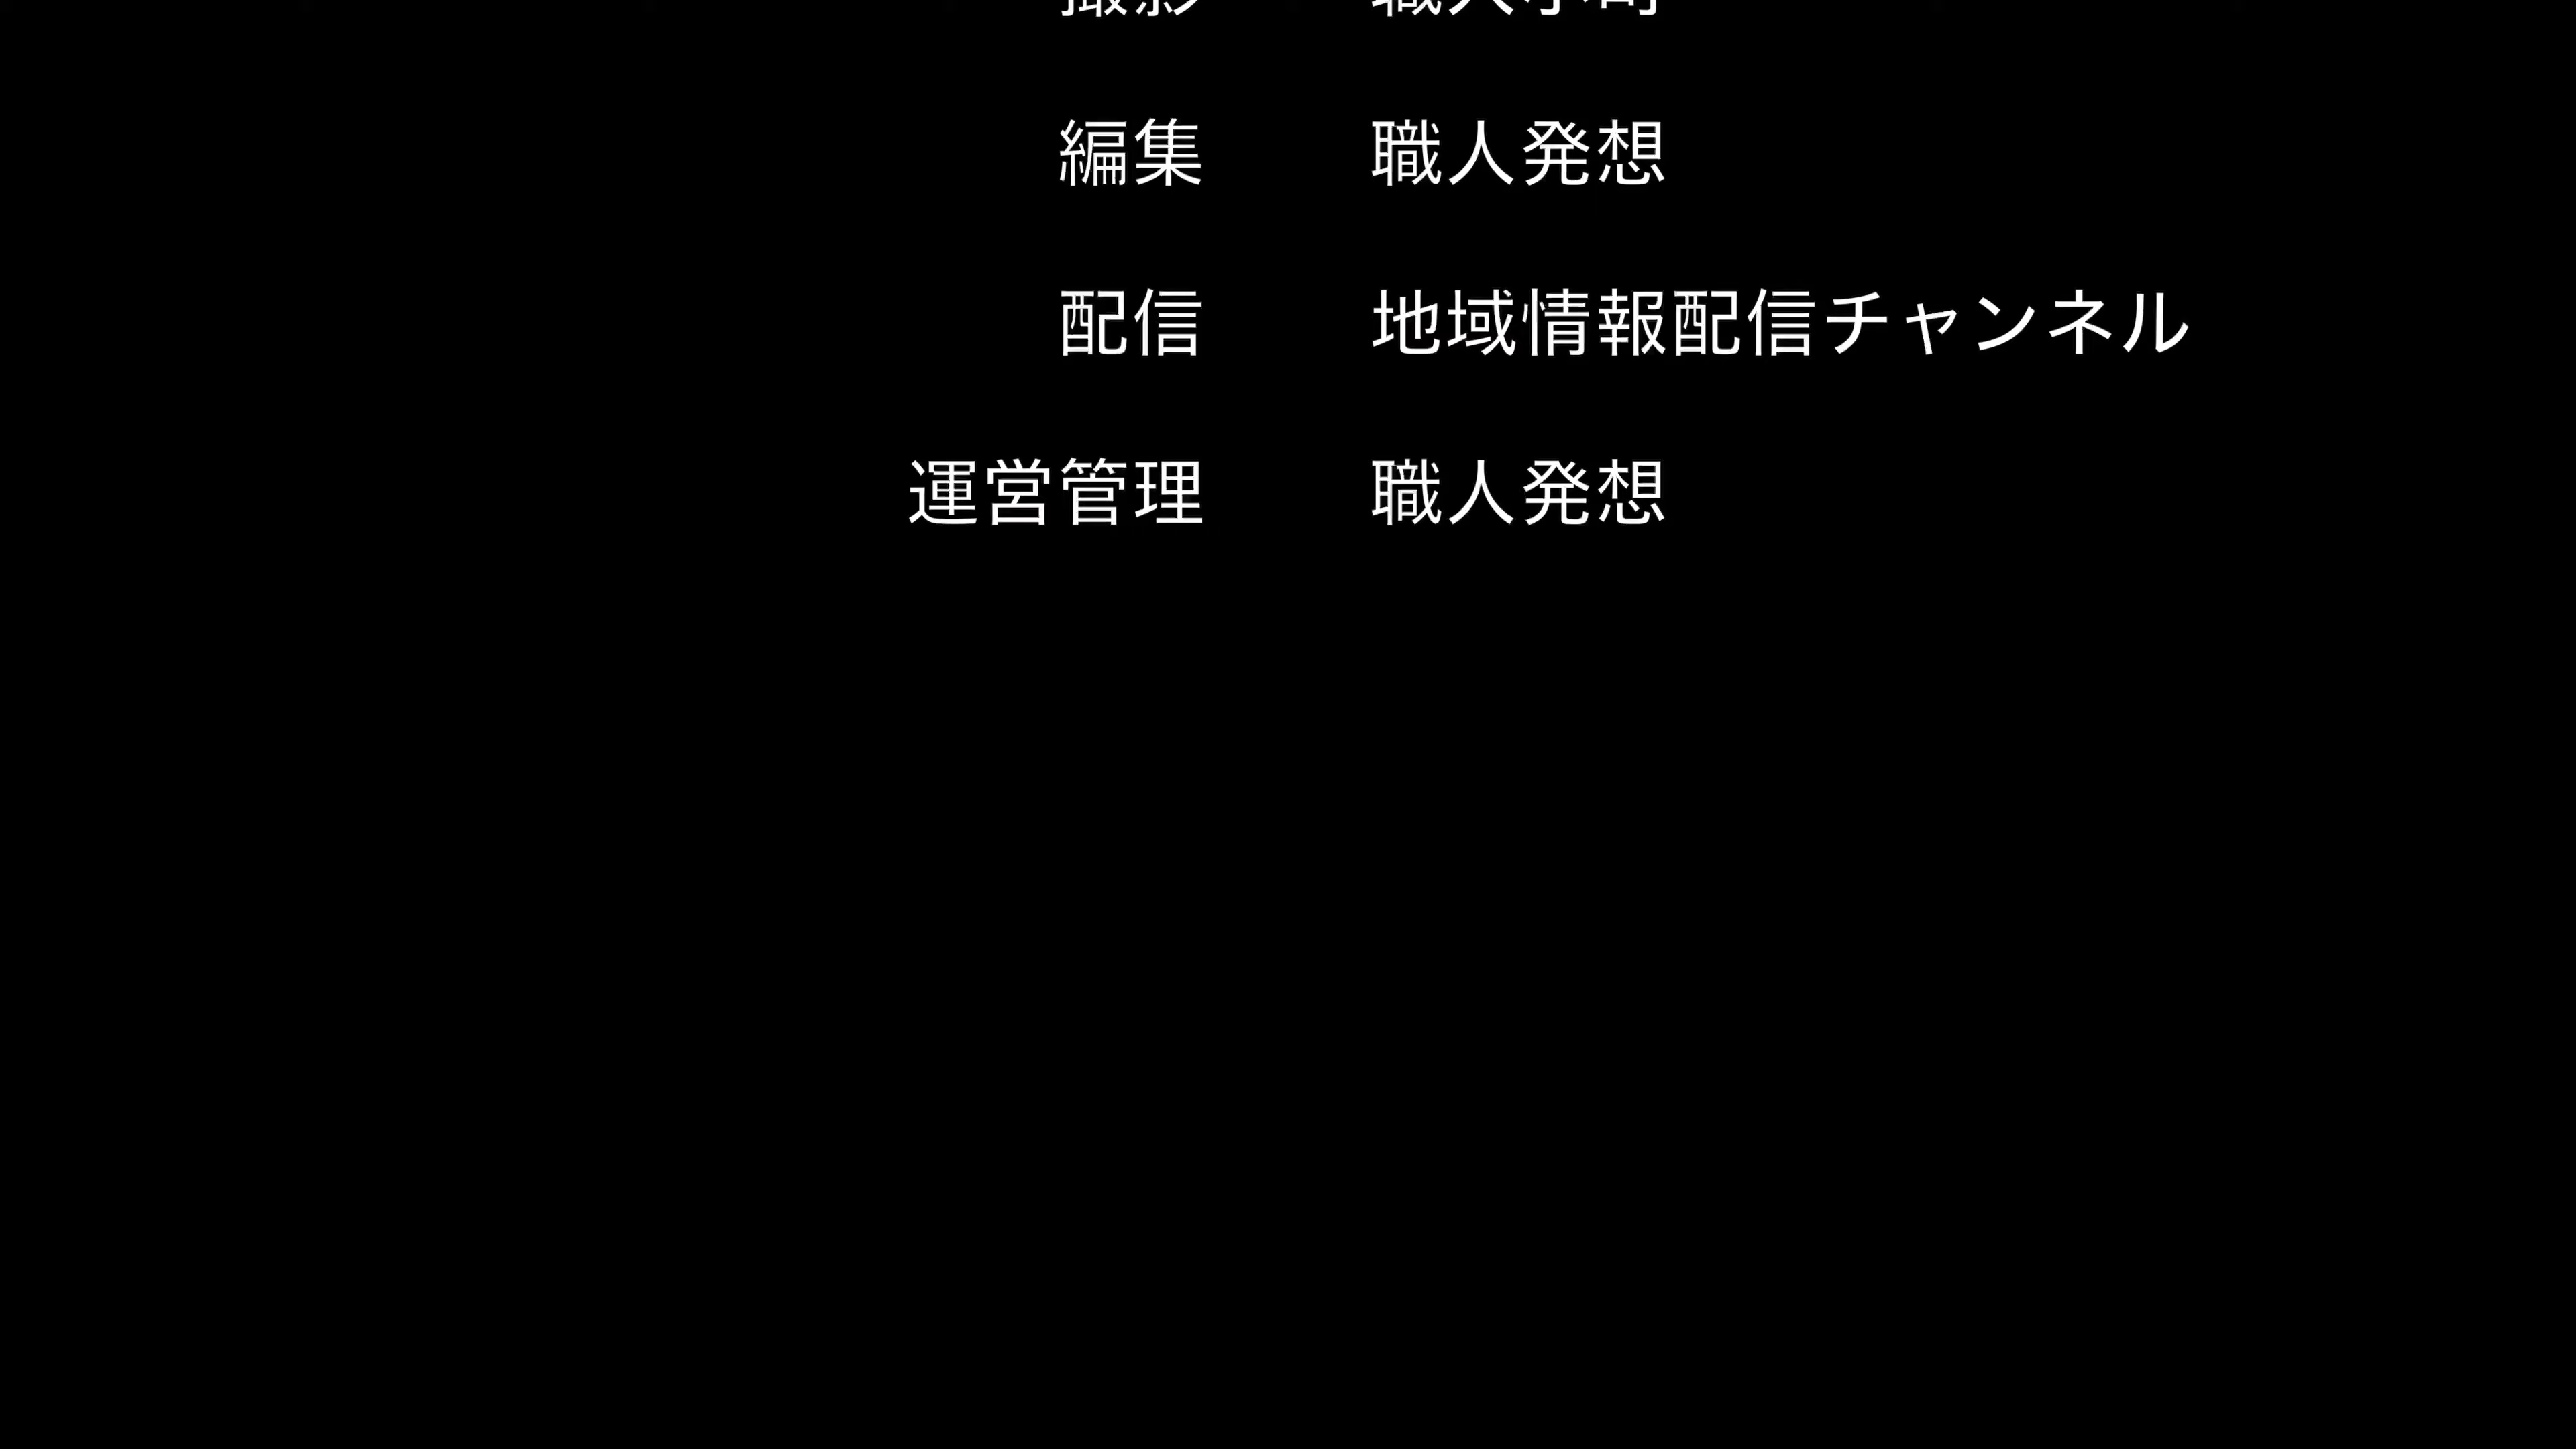 編集 職人発想
配信 地域情報配信チャンネル
運営管理 職人発想